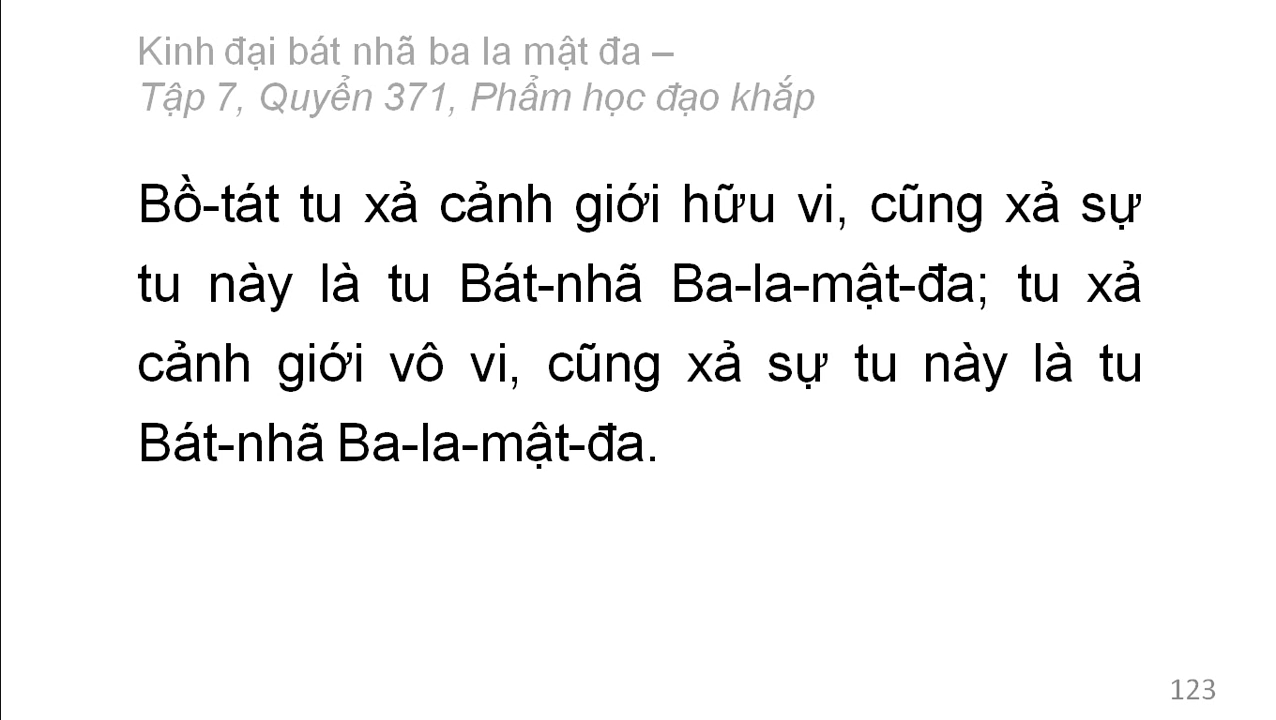 Kinh đại bát nhã ba la mật đa –
Tập 7, Quyển 371, Phẩm học đạo khắp
Bồ-tát tu xả cảnh giới hữu vi, cũng xả sự
tu này là tu Bát-nhã Ba-la-mật-đa; tu xả
cảnh giới vô vi, cũng xả sự tu này là tu
Bát-nhã Ba-la-mật-đa.
123